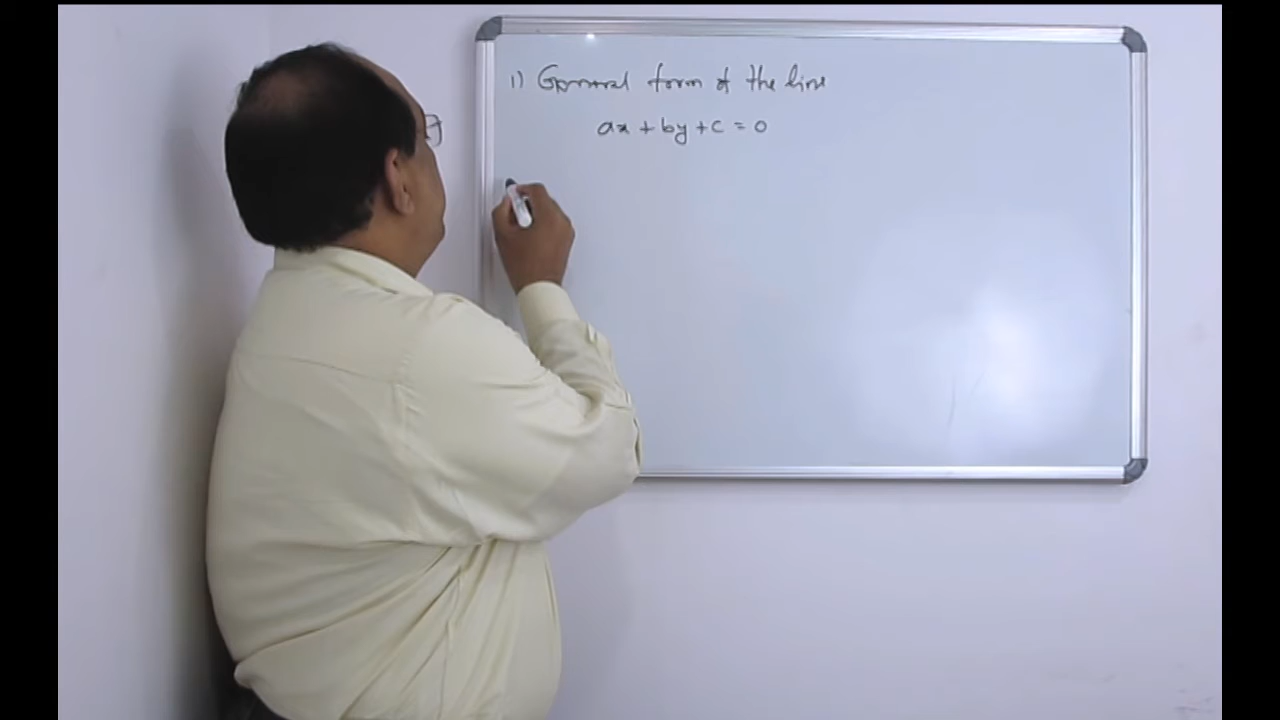 1) General form of the line
ax + by + c = 0